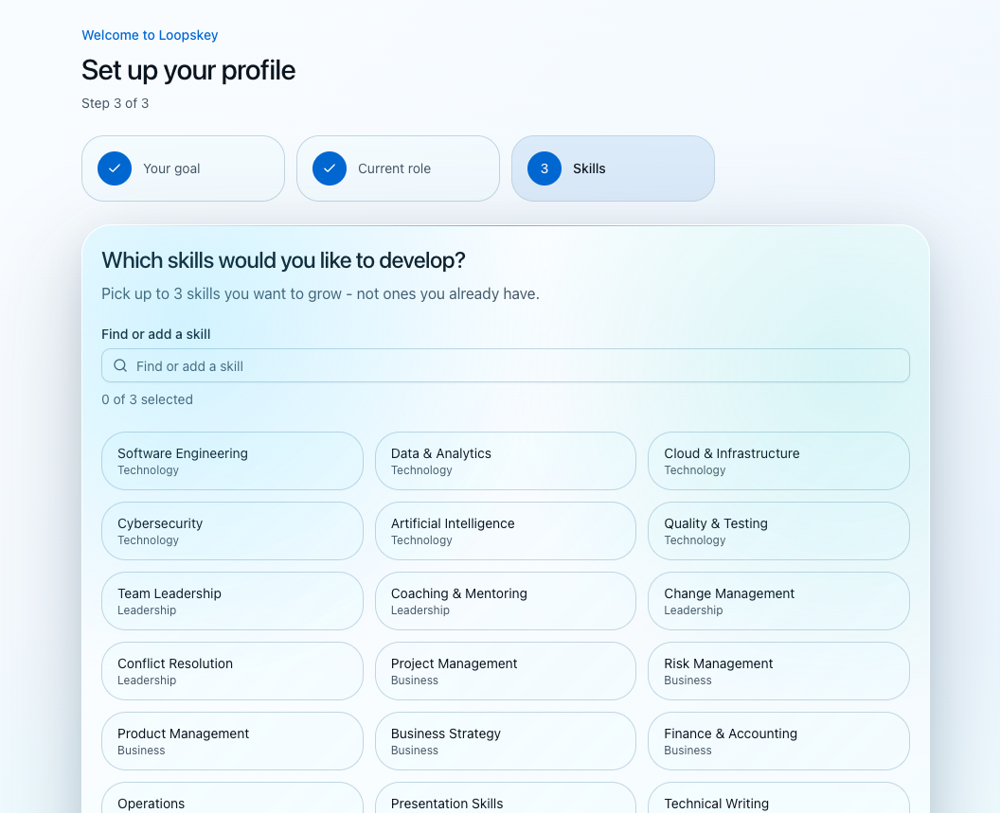 Welcome to Loopskey
Set up your profile
Step 3 of 3
Your goal
Current role
3
Skills
Which skills would you like to develop?
Pick up to 3 skills you want to grow - not ones you already have.
Find or add a skill
Find or add a skill
0 of 3 selected
Software Engineering
Technology
Data & Analytics
Technology
Cloud & Infrastructure
Technology
Cybersecurity
Technology
Artificial Intelligence
Technology
Quality & Testing
Technology
Team Leadership
Leadership
Coaching & Mentoring
Leadership
Change Management
Leadership
Conflict Resolution
Leadership
Project Management
Business
Risk Management
Business
Product Management
Business
Business Strategy
Business
Finance & Accounting
Business
Operations
Presentation Skills
Technical Writing